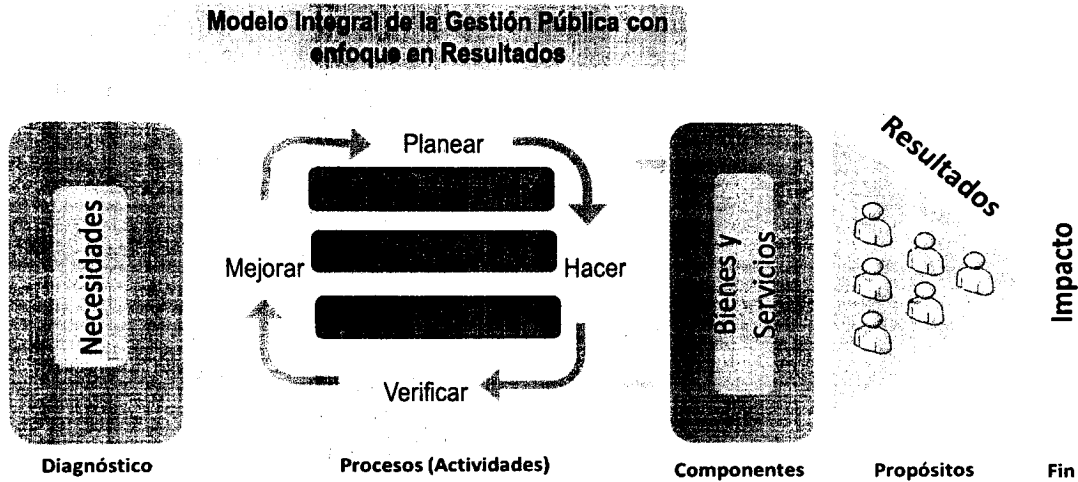 Modelo Integral de la Gestión Pública con
enfoque en Resultados
Necesidades
Planear
Mejorar
Hacer
Verificar
Bienes y
Servicios
Resultados
Impacto
Diagnóstico
Procesos (Actividades)
Componentes
Propósitos
Fin